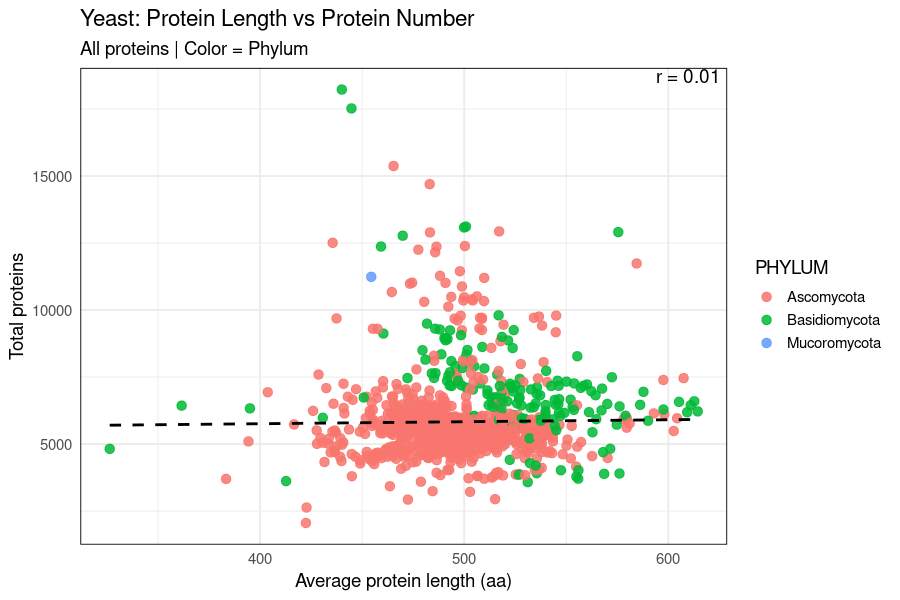 Yeast: Protein Length vs Protein Number
All proteins | Color = Phylum
r = 0.01
Total proteins
15000
10000
5000
400
500
600
Average protein length (aa)
PHYLUM
Ascomycota
Basidiomycota
Mucoromycota